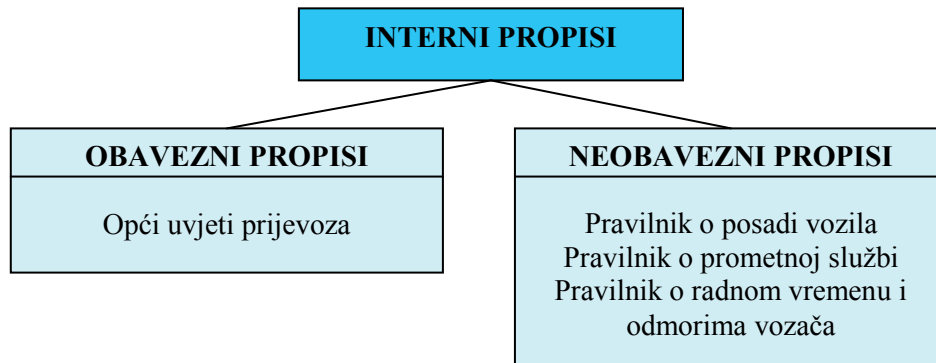 INTERNI PROPISI
OBAVEZNI PROPISI
Opći uvjeti prijevoza
NEOBAVEZNI PROPISI
Pravilnik o posadi vozila
Pravilnik o prometnoj službi
Pravilnik o radnom vremenu i
odmorima vozača